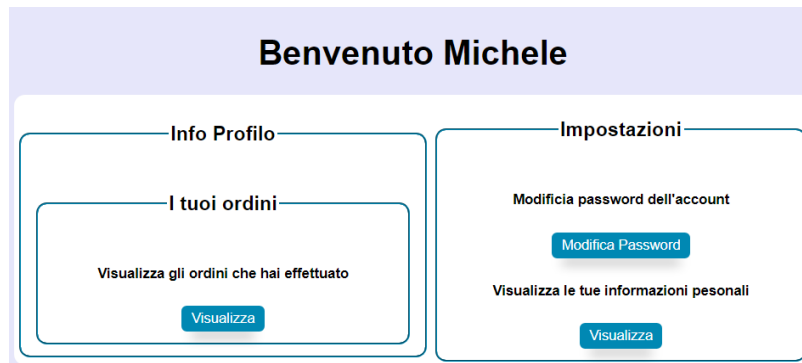 Benvenuto Michele
Info Profilo
I tuoi ordini
Visualizza gli ordini che hai effettuato
Visualizza
Impostazioni
Modificia password dell'account
Modifica Password
Visualizza le tue informazioni pesonali
Visualizza